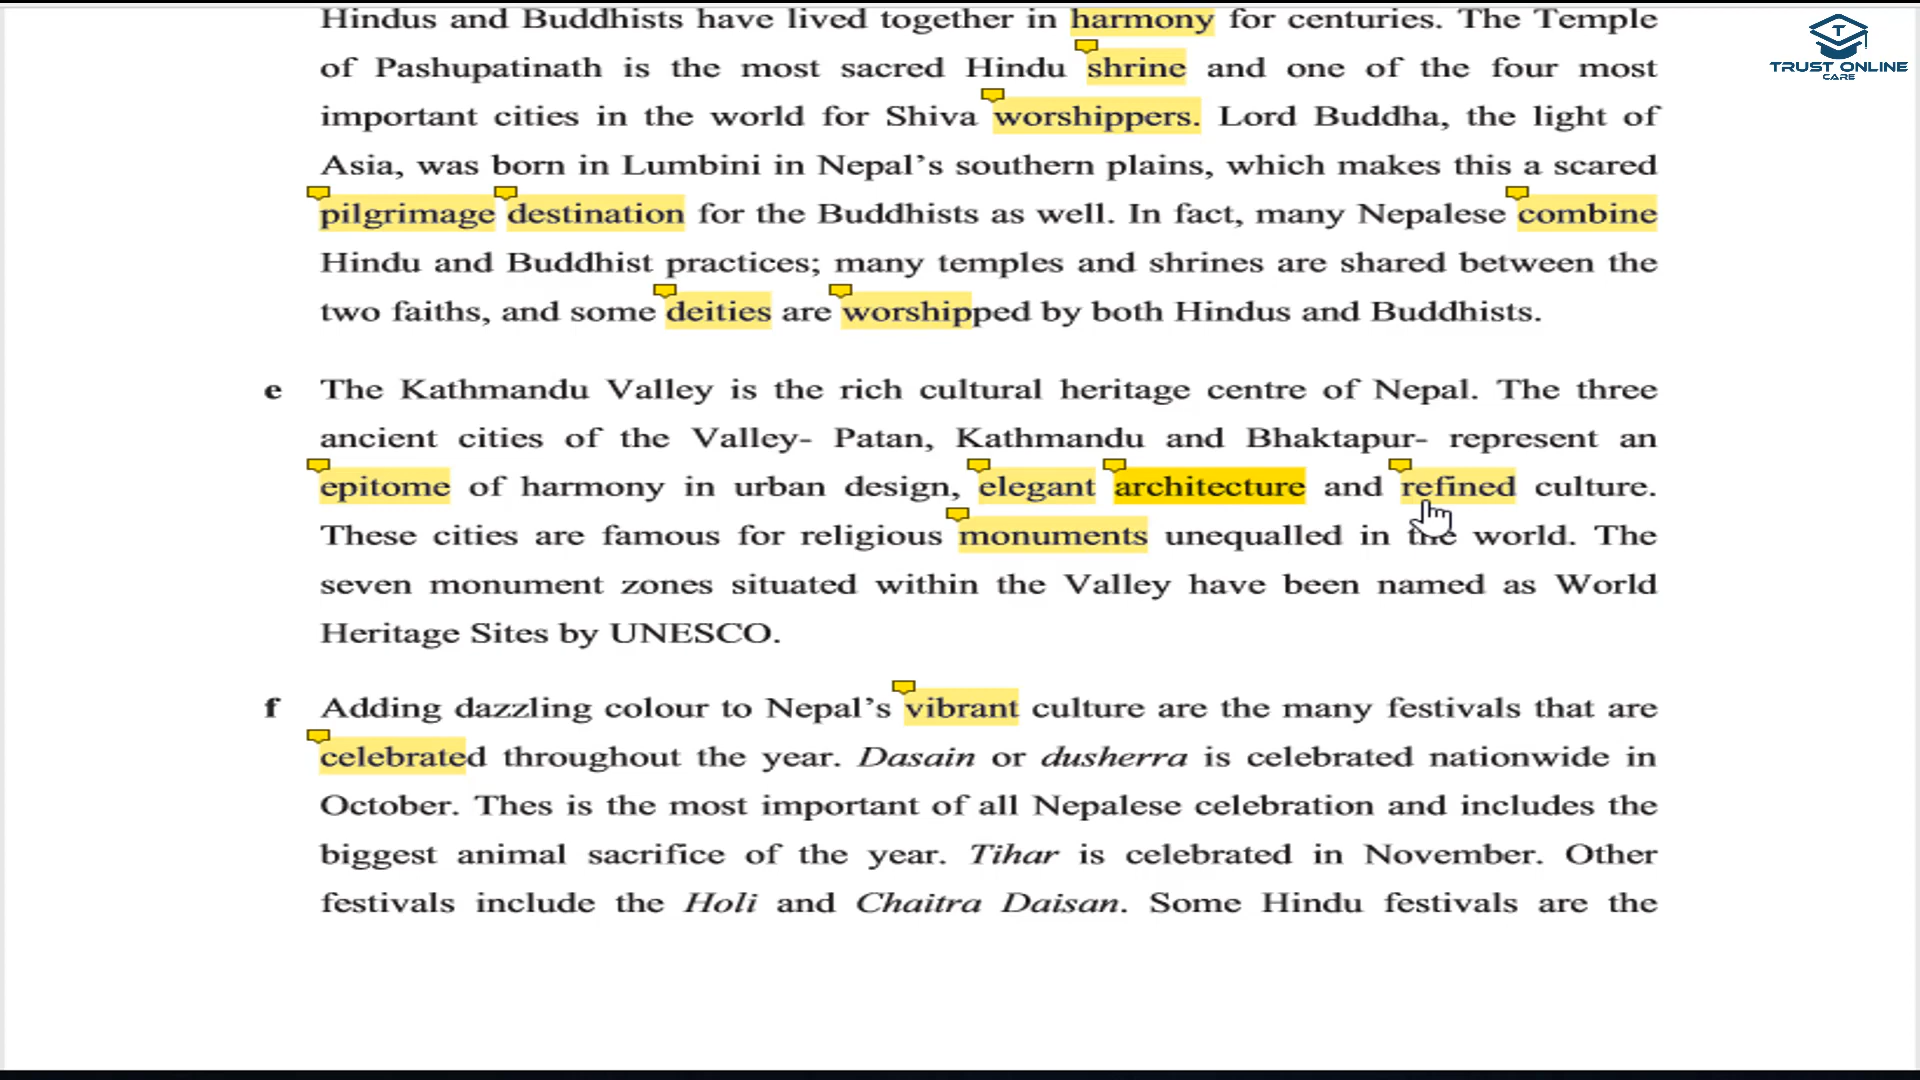 Hindus and Buddhists have lived together in harmony for centuries. The Temple
of Pashupatinath is the most sacred Hindu shrine and one of the four most
important cities in the world for Shiva worshippers. Lord Buddha, the light of
Asia, was born in Lumbini in Nepal’s southern plains, which makes this a scared
pilgrimage destination for the Buddhists as well. In fact, many Nepalese combine
Hindu and Buddhist practices; many temples and shrines are shared between the
two faiths, and some deities are worshipped by both Hindus and Buddhists.
e The Kathmandu Valley is the rich cultural heritage centre of Nepal. The three
ancient cities of the Valley- Patan, Kathmandu and Bhaktapur- represent an
epitome of harmony in urban design, elegant architecture and refined culture.
These cities are famous for religious monuments unequalled in the world. The
seven monument zones situated within the Valley have been named as World
Heritage Sites by UNESCO.
f Adding dazzling colour to Nepal’s vibrant culture are the many festivals that are
celebrated throughout the year. Dasain or dusherra is celebrated nationwide in
October. Thes is the most important of all Nepalese celebration and includes the
biggest animal sacrifice of the year. Tihar is celebrated in November. Other
festivals include the Holi and Chaitra Daisan. Some Hindu festivals are the
T
TRUST ONLINE
CARE